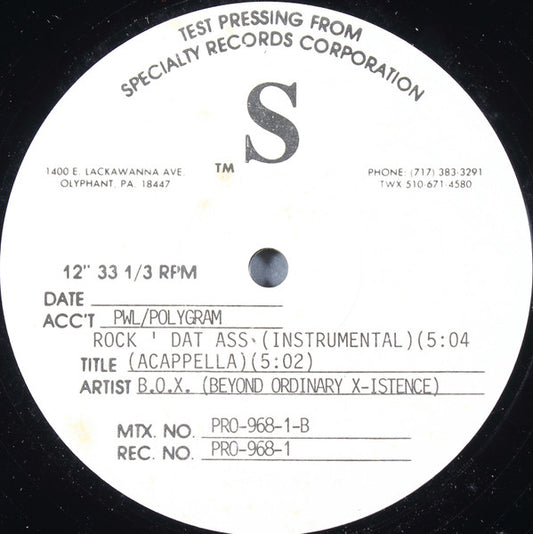 TEST PRESSING FROM
SPECIALTY RECORDS CORPORATION
S
TM
1400 E. LACKAWANNA AVE.
OLYPHANT, PA. 18447
PHONE: (717) 383-3291
TWX 510-671-4580
12" 33 1/3 RPM
DATE
ACC'T PWL/POLYGRAM
ROCK ' DAT ASS (INSTRUMENTAL)(5:04
TITLE (ACAPPELLA)(5:02)
ARTIST B.O.X. (BEYOND ORDINARY X-ISTENCE)
MTX. NO. PRO-968-1-B
REC. NO. PRO-968-1